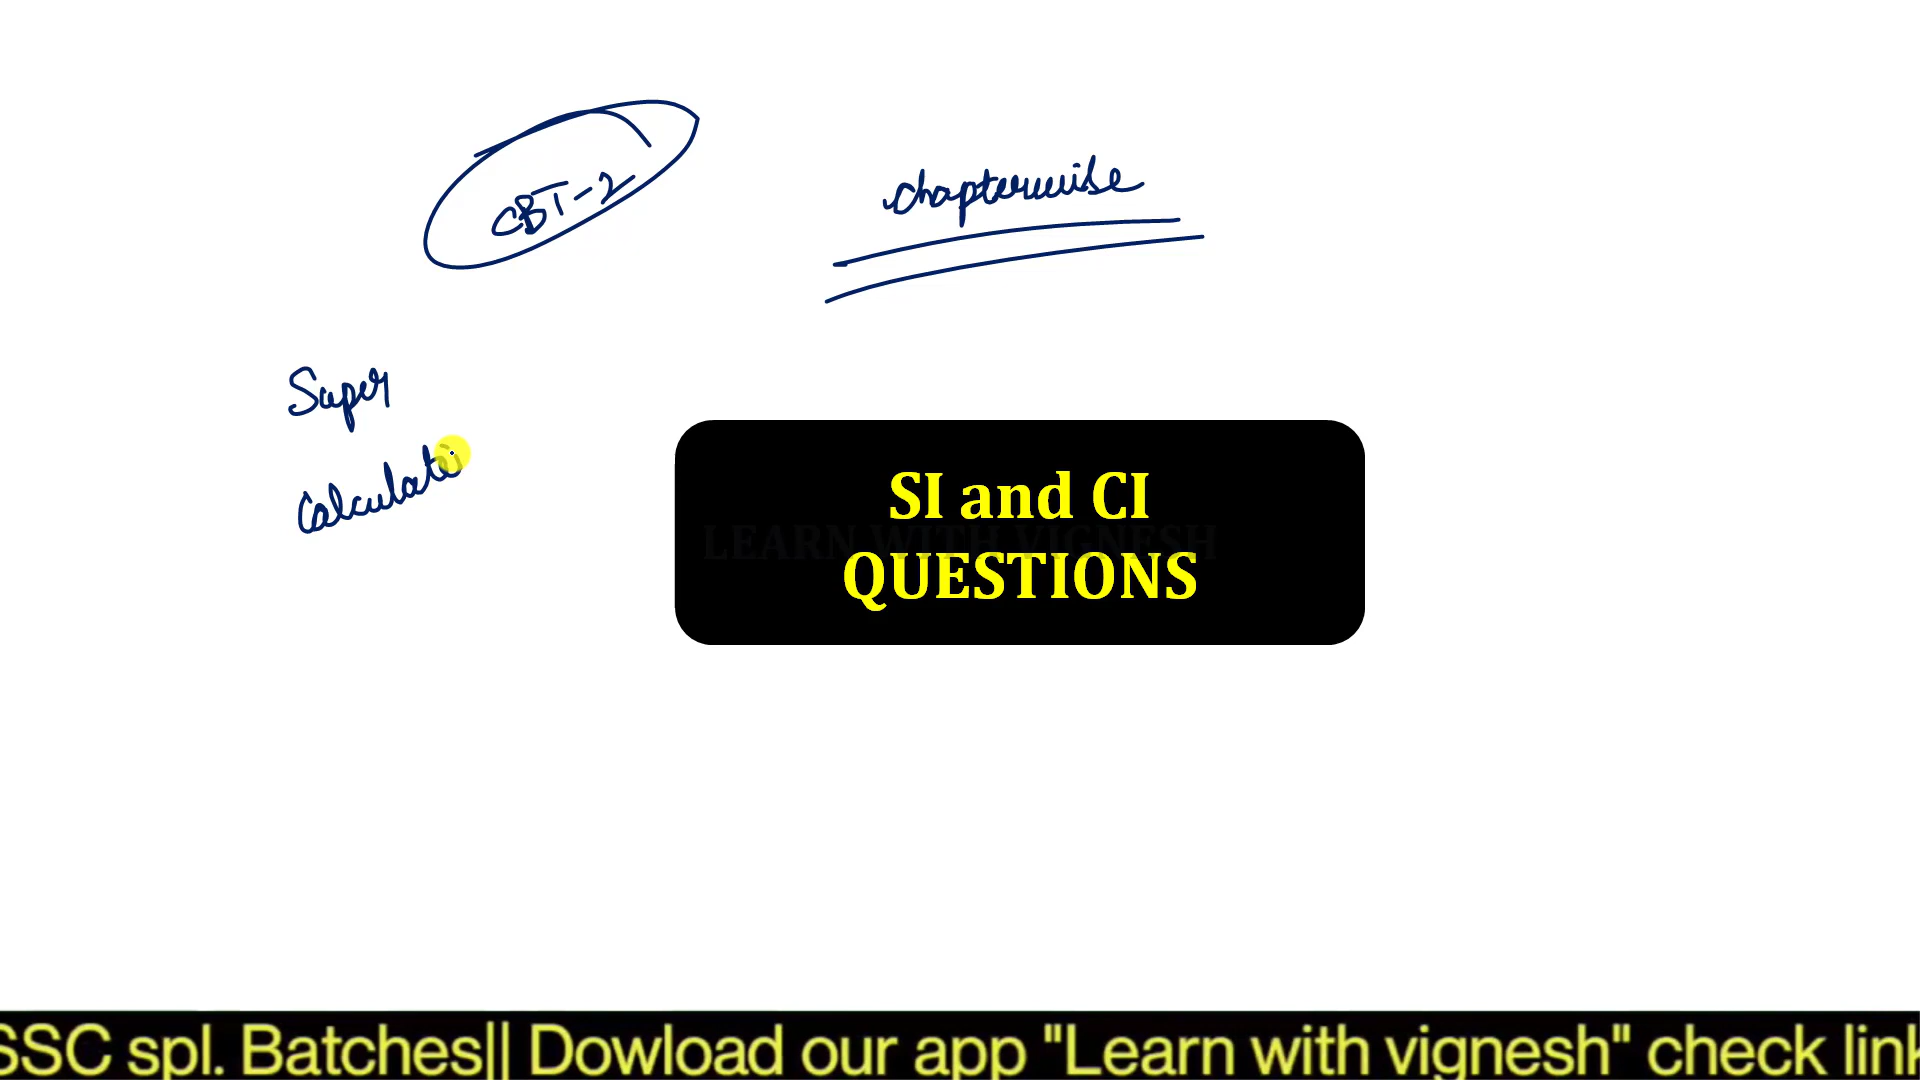 CBT-2
chapterwise
Super
Calculati
SI and CI
LEARN WITH VIGNESH
QUESTIONS
SSC spl. Batches|| Dowload our app "Learn with vignesh" check link